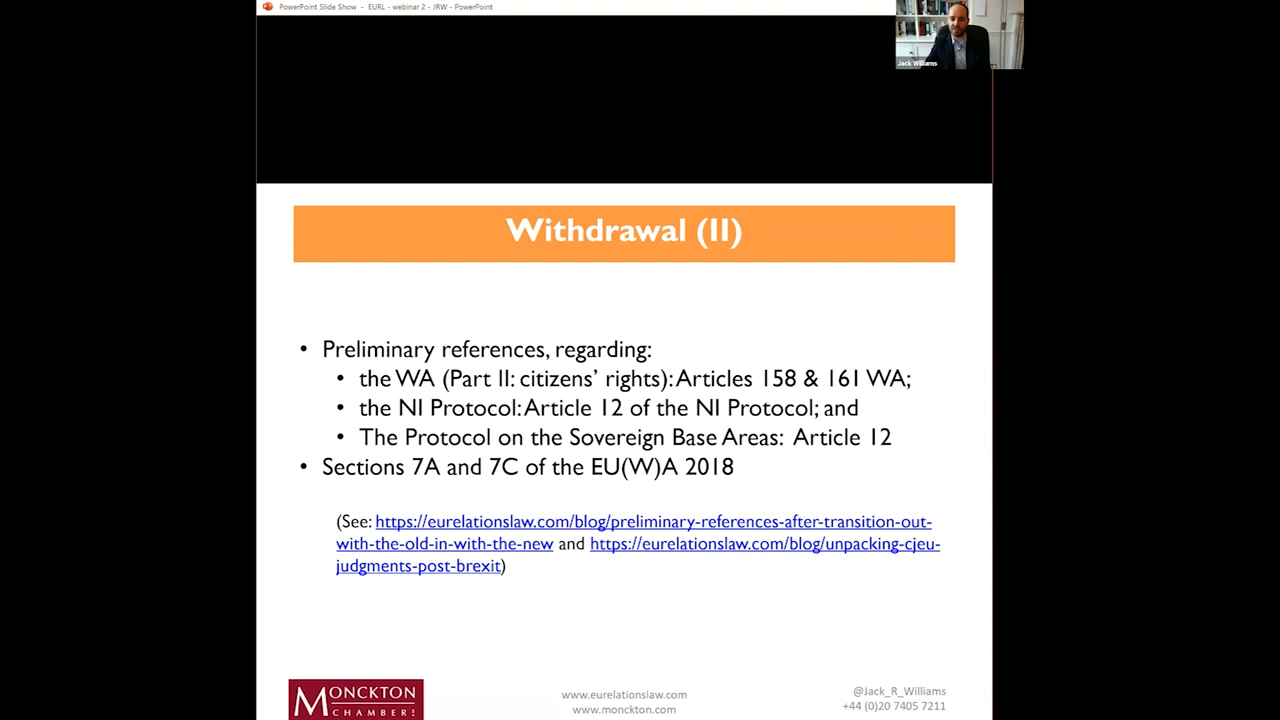 PowerPoint Slide Show - EURL - webinar 2 - JRW - PowerPoint
Jack Williams
Withdrawal (II)
• Preliminary references, regarding:
• the WA (Part II: citizens’ rights): Articles 158 & 161 WA;
• the NI Protocol: Article 12 of the NI Protocol; and
• The Protocol on the Sovereign Base Areas: Article 12
• Sections 7A and 7C of the EU(W)A 2018
(See: https://eurelationslaw.com/blog/preliminary-references-after-transition-out-
with-the-old-in-with-the-new and https://eurelationslaw.com/blog/unpacking-cjeu-
judgments-post-brexit)
MONCKTON
CHAMBERS
www.eurelationslaw.com
www.monckton.com
@Jack_R_Williams
+44 (0)20 7405 7211